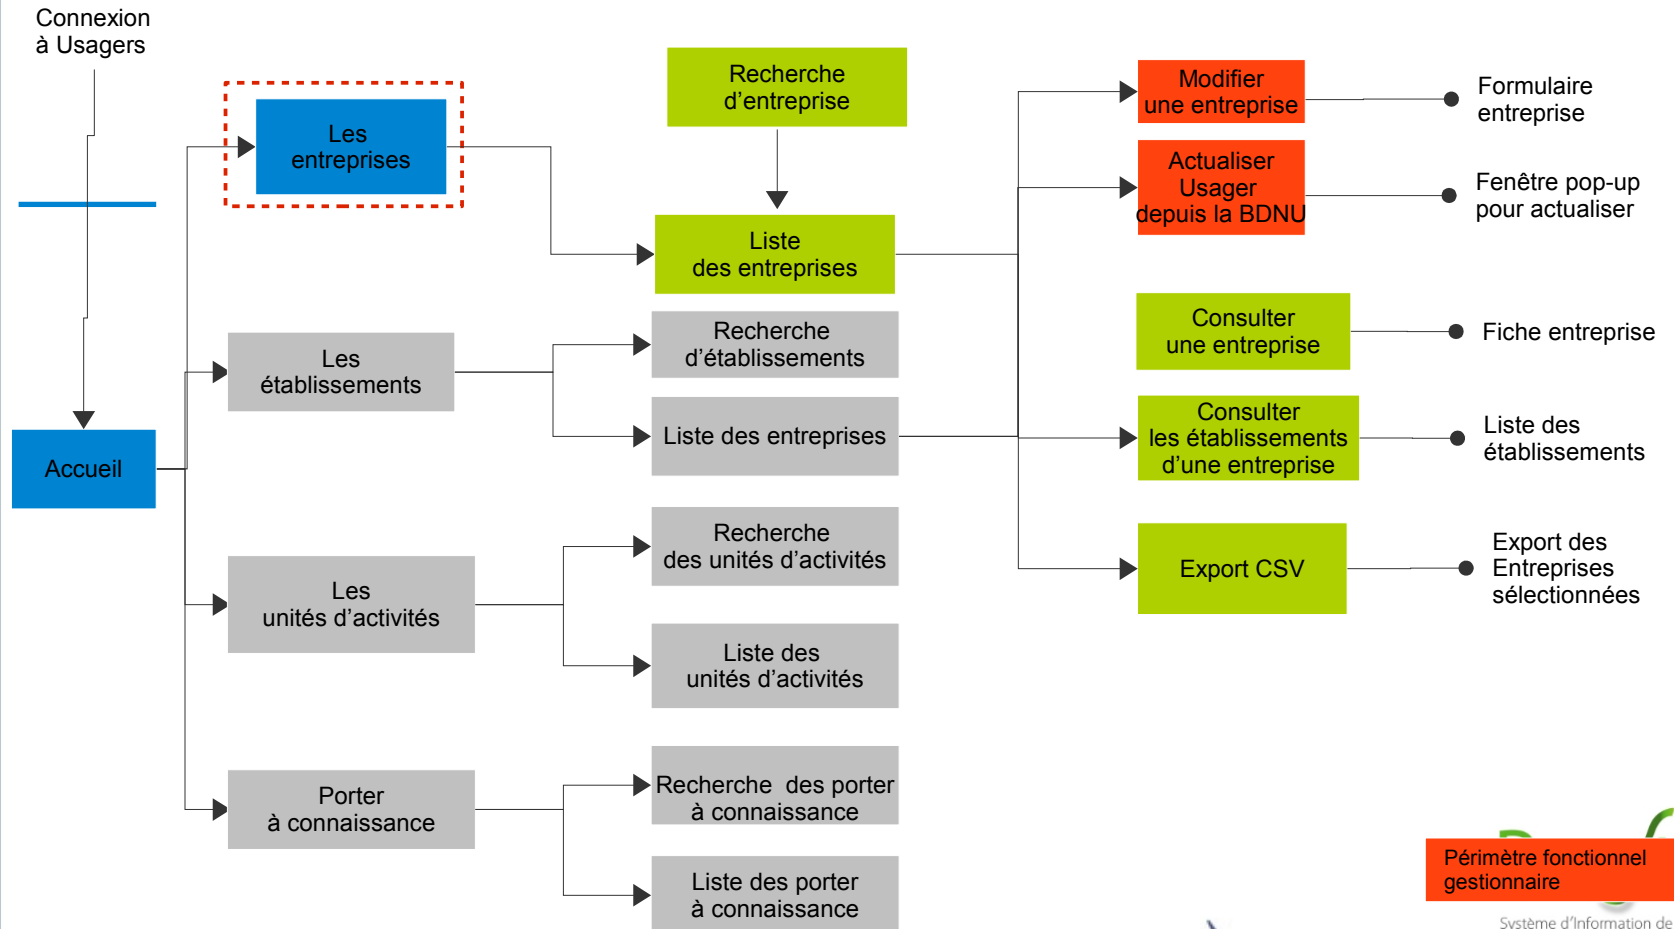 Connexion
à Usagers
Accueil
Les
entreprises
Les
établissements
Les
unités d'activités
Porter
à connaissance
Recherche
d'entreprise
Liste
des entreprises
Recherche
d'établissements
Liste des entreprises
Recherche
des unités d'activités
Liste des
unités d'activités
Recherche  des porter
à connaissance
Liste des porter
à connaissance
Modifier
une entreprise
Actualiser
Usager
depuis la BDNU
Consulter
une entreprise
Consulter
les établissements
d'une entreprise
Export CSV
Formulaire
entreprise
Fenêtre pop-up
pour actualiser
Fiche entreprise
Liste des
établissements
Export des
Entreprises
sélectionnées
Périmètre fonctionnel
gestionnaire
Système d'Information de